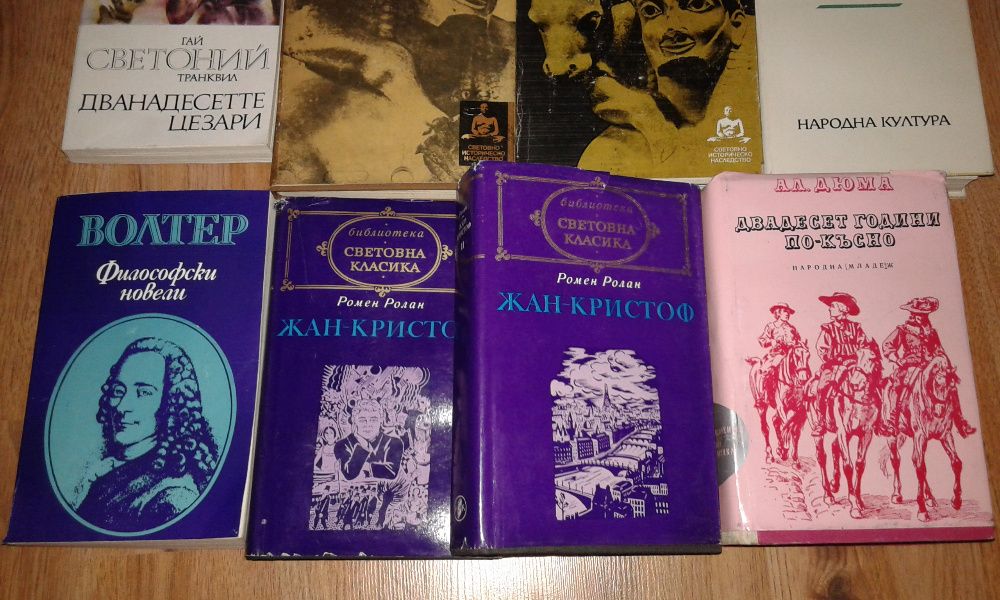 ГАЙ
СВЕТОНИЙ
ТРАНКВИЛ
ДВАНАДЕСЕТТЕ
ЦЕЗАРИ
СВЕТОВНО
ИСТОРИЧЕСКО
НАСЛЕДСТВО
СВЕТОВНО
ИСТОРИЧЕСКО
НАСЛЕДСТВО
НАРОДНА КУЛТУРА
ВОЛТЕР
Философски
новели
библиотека
СВЕТОВНА
КЛАСИКА
Ромен Ролан
ЖАН-КРИСТО
библиотека
СВЕТОВНА
КЛАСИКА
Ромен Ролан
ЖАН-КРИСТОФ
АЛ. ДЮМА
ДВАДЕСЕТ ГОДИНИ
ПО-КЪСНО
НАРОДНА МЛАДЕЖ